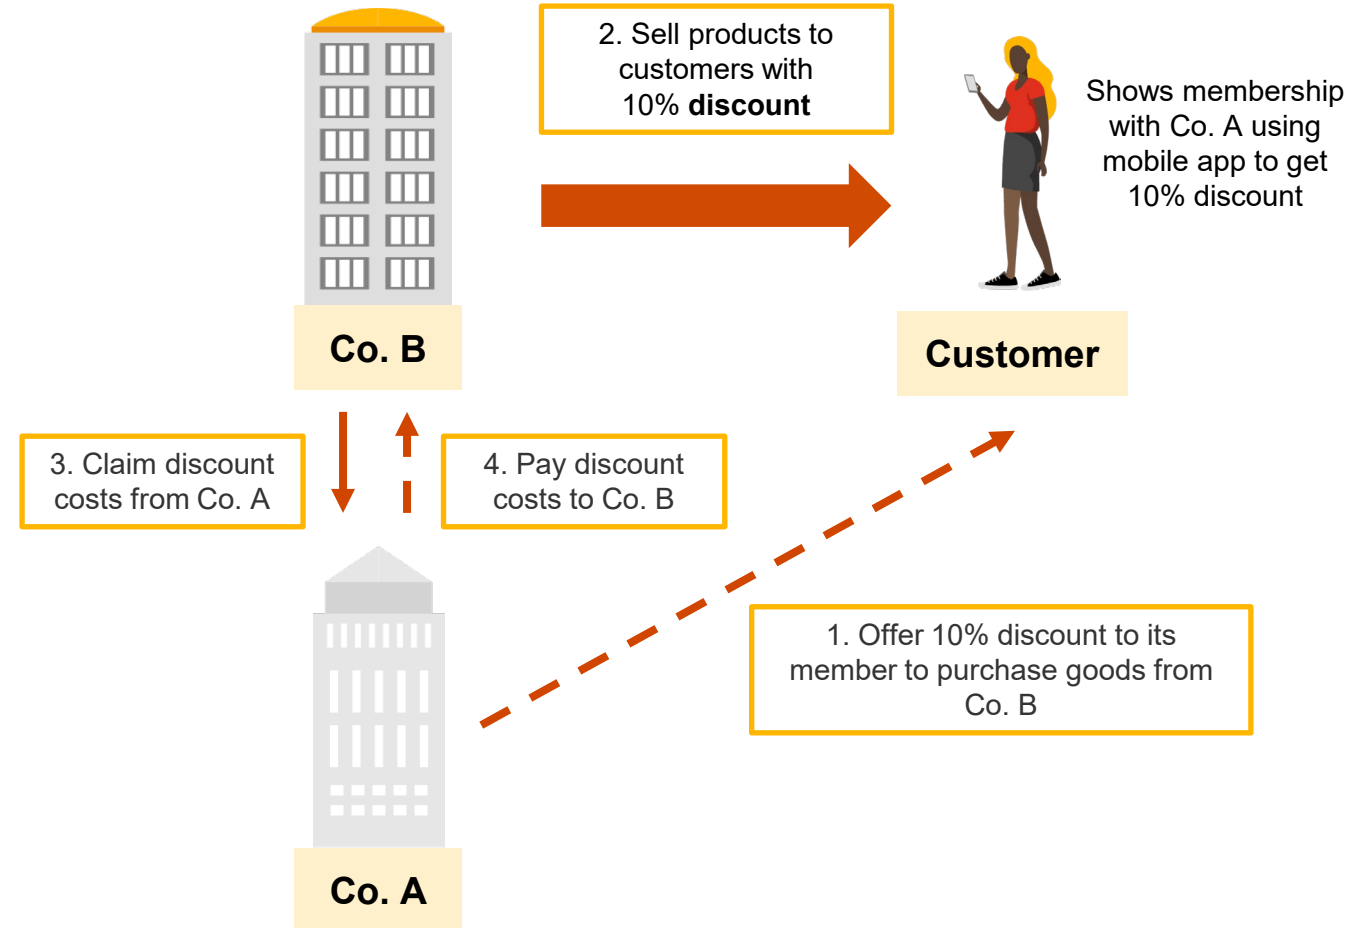 2. Sell products to
customers with
10% discount
Shows membership
with Co. A using
mobile app to get
10% discount
Co. B
Customer
3. Claim discount
costs from Co. A
4. Pay discount
costs to Co. B
1. Offer 10% discount to its
member to purchase goods from
Co. B
Co. A